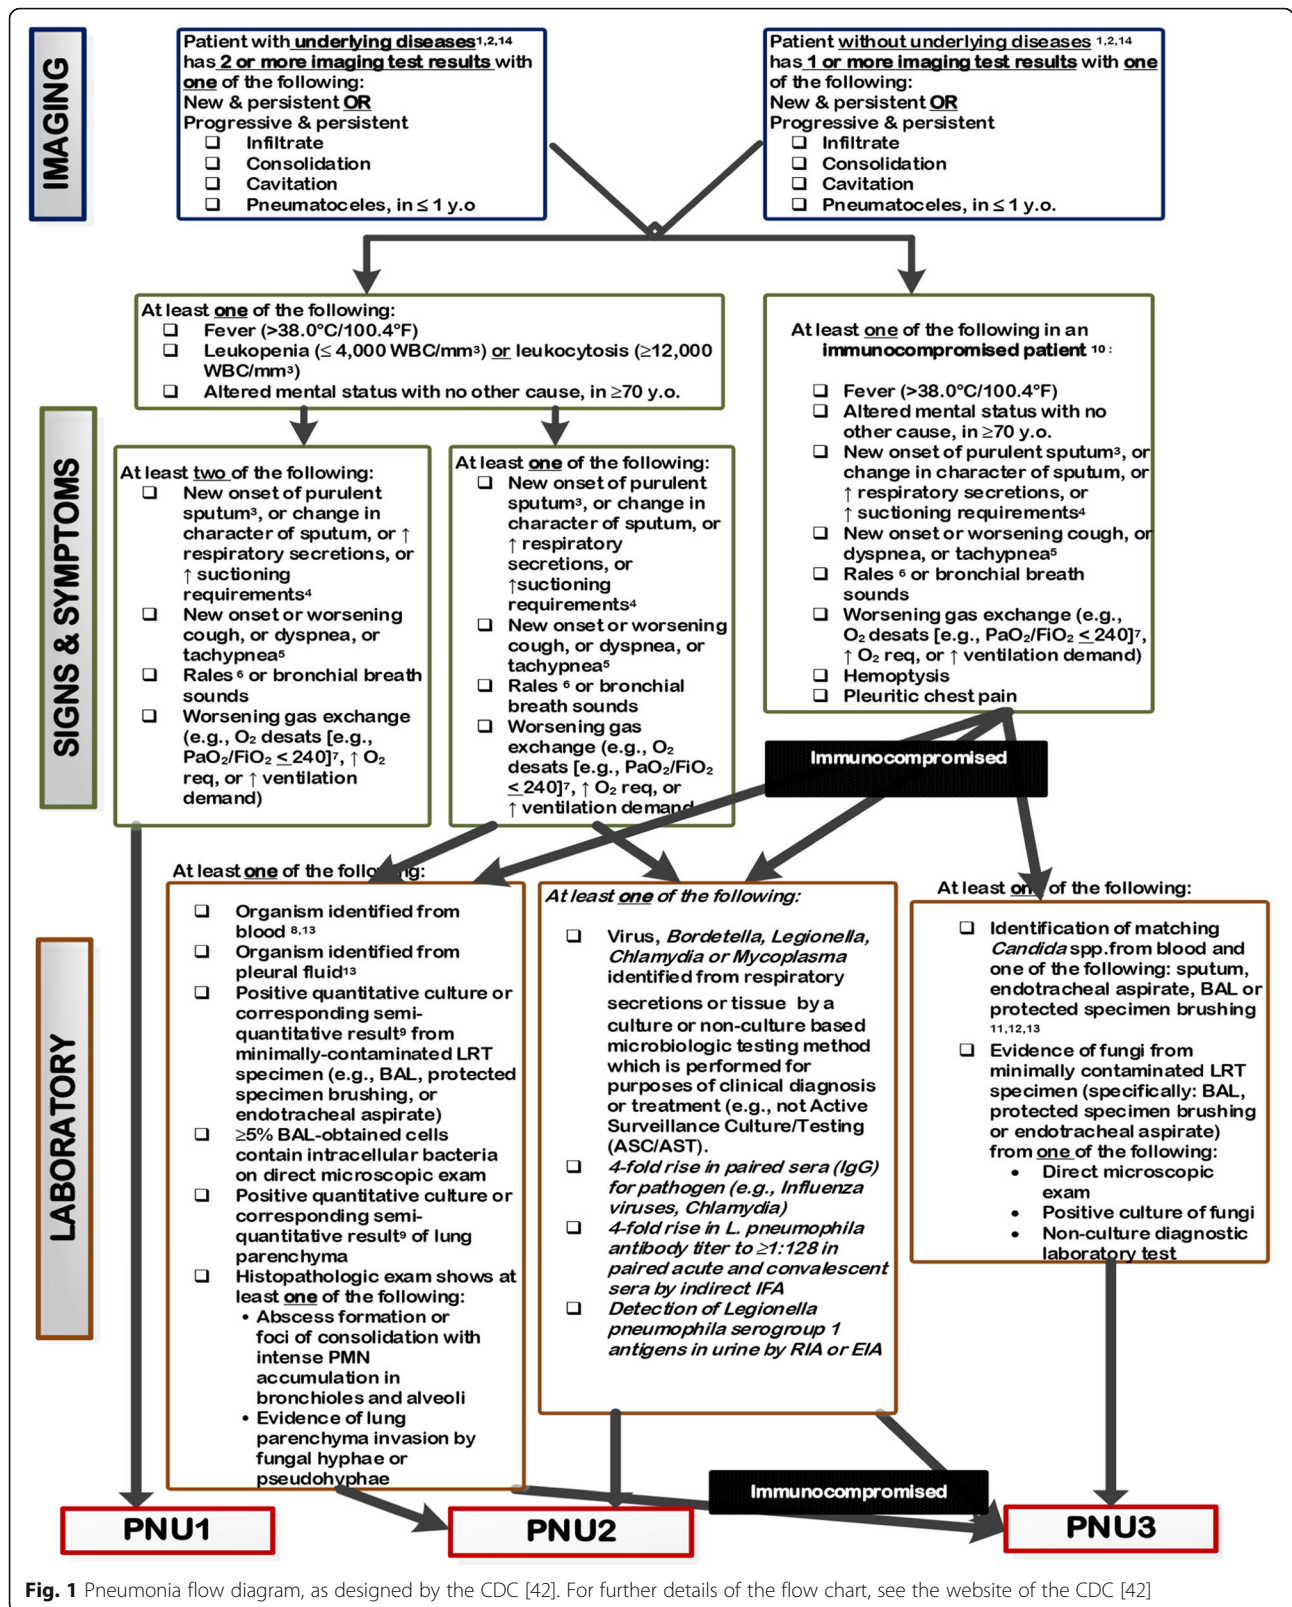 IMAGING
Patient with underlying diseases1,2,14
has 2 or more imaging test results with
one of the following:
New & persistent OR
Progressive & persistent
❑ Infiltrate
❑ Consolidation
❑ Cavitation
❑ Pneumatoceles, in ≤ 1 y.o
Patient without underlying diseases 1,2,14
has 1 or more imaging test results with one
of the following:
New & persistent OR
Progressive & persistent
❑ Infiltrate
❑ Consolidation
❑ Cavitation
❑ Pneumatoceles, in ≤ 1 y.o.
SIGNS & SYMPTOMS
At least one of the following:
❑ Fever (>38.0°C/100.4°F)
❑ Leukopenia (≤ 4,000 WBC/mm³) or leukocytosis (≥12,000
WBC/mm³)
❑ Altered mental status with no other cause, in ≥70 y.o.
At least two of the following:
❑ New onset of purulent
sputum³, or change in
character of sputum, or ↑
respiratory secretions, or
↑ suctioning
requirements⁴
❑ New onset or worsening
cough, or dyspnea, or
tachypnea⁵
❑ Rales ⁶ or bronchial breath
sounds
❑ Worsening gas exchange
(e.g., O₂ desats [e.g.,
PaO₂/FiO₂ ≤ 240]⁷, ↑ O₂
req, or ↑ ventilation
demand)
At least one of the following:
❑ New onset of purulent
sputum³, or change in
character of sputum, or
↑ respiratory
secretions, or
↑suctioning
requirements⁴
❑ New onset or worsening
cough, or dyspnea, or
tachypnea⁵
❑ Rales ⁶ or bronchial
breath sounds
❑ Worsening gas
exchange (e.g., O₂
desats [e.g., PaO₂/FiO₂
≤ 240]⁷, ↑ O₂ req, or
↑ ventilation demand
At least one of the following in an
immunocompromised patient ¹⁰ :
❑ Fever (>38.0°C/100.4°F)
❑ Altered mental status with no
other cause, in ≥70 y.o.
❑ New onset of purulent sputum³, or
change in character of sputum, or
↑ respiratory secretions, or
↑ suctioning requirements⁴
❑ New onset or worsening cough, or
dyspnea, or tachypnea⁵
❑ Rales ⁶ or bronchial breath
sounds
❑ Worsening gas exchange (e.g.,
O₂ desats [e.g., PaO₂/FiO₂ ≤ 240]⁷,
↑ O₂ req, or ↑ ventilation demand)
❑ Hemoptysis
❑ Pleuritic chest pain
Immunocompromised
LABORATORY
At least one of the following:
❑ Organism identified from
blood 8,13
❑ Organism identified from
pleural fluid13
❑ Positive quantitative culture or
corresponding semi-
quantitative result⁹ from
minimally-contaminated LRT
specimen (e.g., BAL, protected
specimen brushing, or
endotracheal aspirate)
❑ ≥5% BAL-obtained cells
contain intracellular bacteria
on direct microscopic exam
❑ Positive quantitative culture or
corresponding semi-
quantitative result⁹ of lung
parenchyma
❑ Histopathologic exam shows at
least one of the following:
• Abscess formation or
foci of consolidation with
intense PMN
accumulation in
bronchioles and alveoli
• Evidence of lung
parenchyma invasion by
fungal hyphae or
pseudohyphae
At least one of the following:
❑ Virus, Bordetella, Legionella,
Chlamydia or Mycoplasma
identified from respiratory
secretions or tissue by a
culture or non-culture based
microbiologic testing method
which is performed for
purposes of clinical diagnosis
or treatment (e.g., not Active
Surveillance Culture/Testing
(ASC/AST).
❑ 4-fold rise in paired sera (IgG)
for pathogen (e.g., Influenza
viruses, Chlamydia)
❑ 4-fold rise in L. pneumophila
antibody titer to ≥1:128 in
paired acute and convalescent
sera by indirect IFA
❑ Detection of Legionella
pneumophila serogroup 1
antigens in urine by RIA or EIA
At least one of the following:
❑ Identification of matching
Candida spp.from blood and
one of the following: sputum,
endotracheal aspirate, BAL or
protected specimen brushing
11,12,13
❑ Evidence of fungi from
minimally contaminated LRT
specimen (specifically: BAL,
protected specimen brushing
or endotracheal aspirate)
from one of the following:
• Direct microscopic
exam
• Positive culture of fungi
• Non-culture diagnostic
laboratory test
Immunocompromised
PNU1
PNU2
PNU3
Fig. 1 Pneumonia flow diagram, as designed by the CDC [42]. For further details of the flow chart, see the website of the CDC [42]